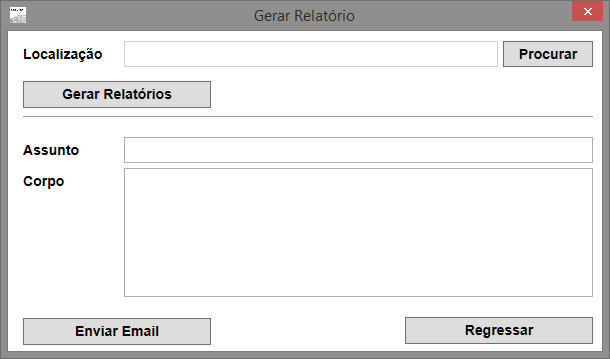 Gerar Relatório
Localização
Procurar
Gerar Relatórios
Assunto
Corpo
Enviar Email
Regressar